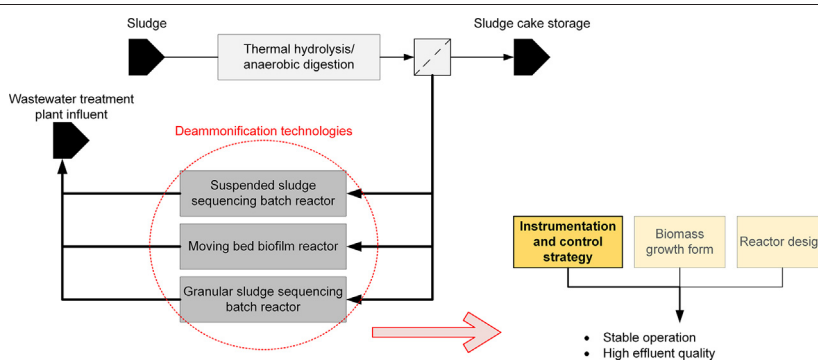 Sludge
Sludge cake storage
Thermal hydrolysis/
anaerobic digestion
Wastewater treatment
plant influent
Deammonification technologies
Suspended sludge
sequencing batch reactor
Moving bed biofilm reactor
Granular sludge sequencing
batch reactor
Instrumentation
and control
strategy
Biomass
growth form
Reactor design
• Stable operation
• High effluent quality